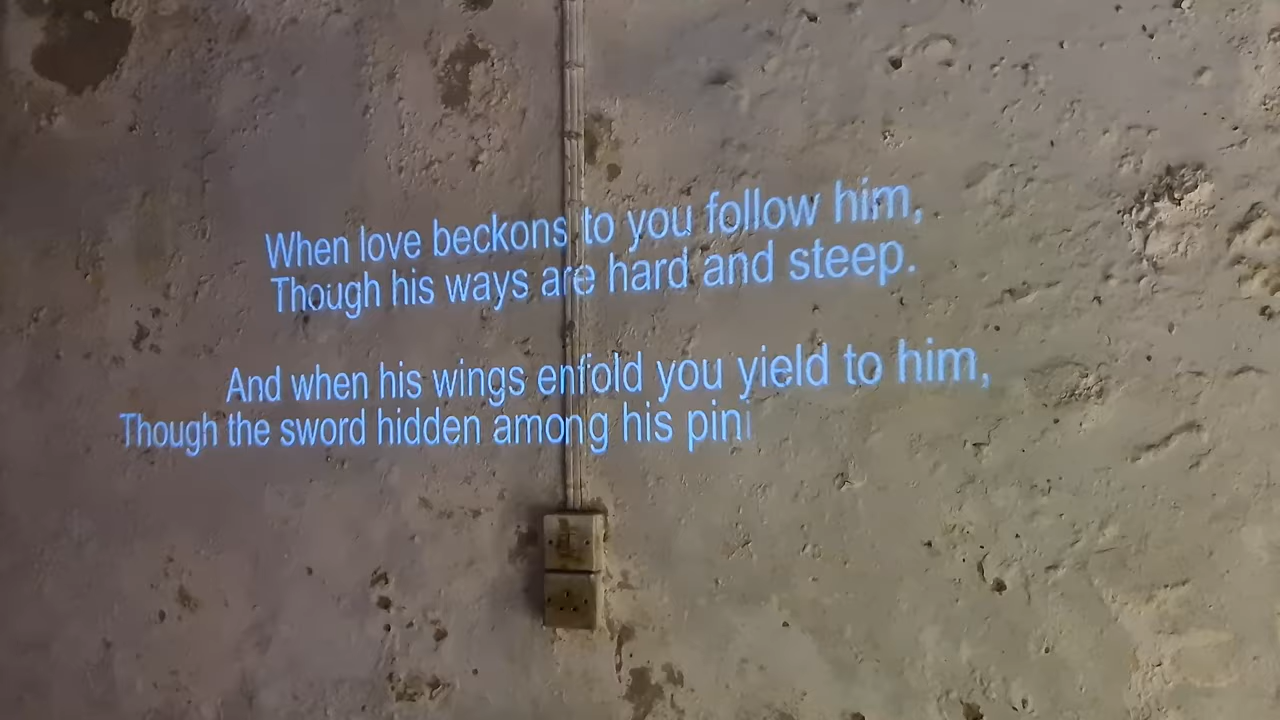 When love beckons to you follow him,
Though his ways are hard and steep.
And when his wings enfold you yield to him,
Though the sword hidden among his pini